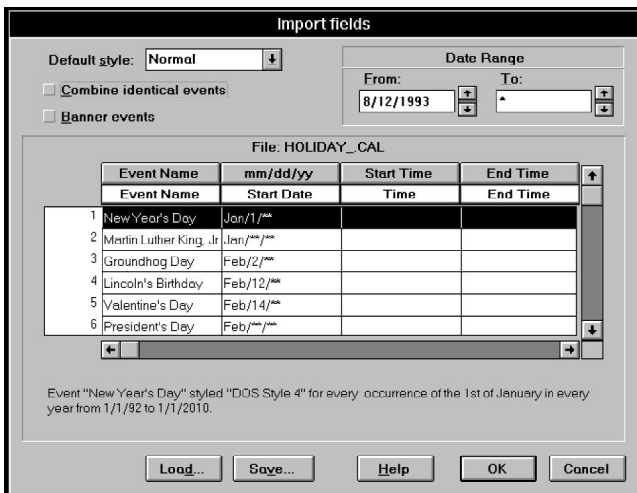 Import fields
Default style: Normal
Combine identical events
Banner events
Date Range
From: To:
8/12/1993 *
File: HOLIDAY_.CAL
Event Name mm/dd/yy Start Time End Time
Event Name Start Date Time End Time
1 New Year's Day Jan/1/**
2 Martin Luther King, Jr Jan/**/**
3 Groundhog Day Feb/2/**
4 Lincoln's Birthday Feb/12/**
5 Valentine's Day Feb/14/**
6 President's Day Feb/**/**
Event "New Year's Day" styled "DOS Style 4" for every occurrence of the 1st of January in every
year from 1/1/92 to 1/1/2010.
Load... Save... Help OK Cancel